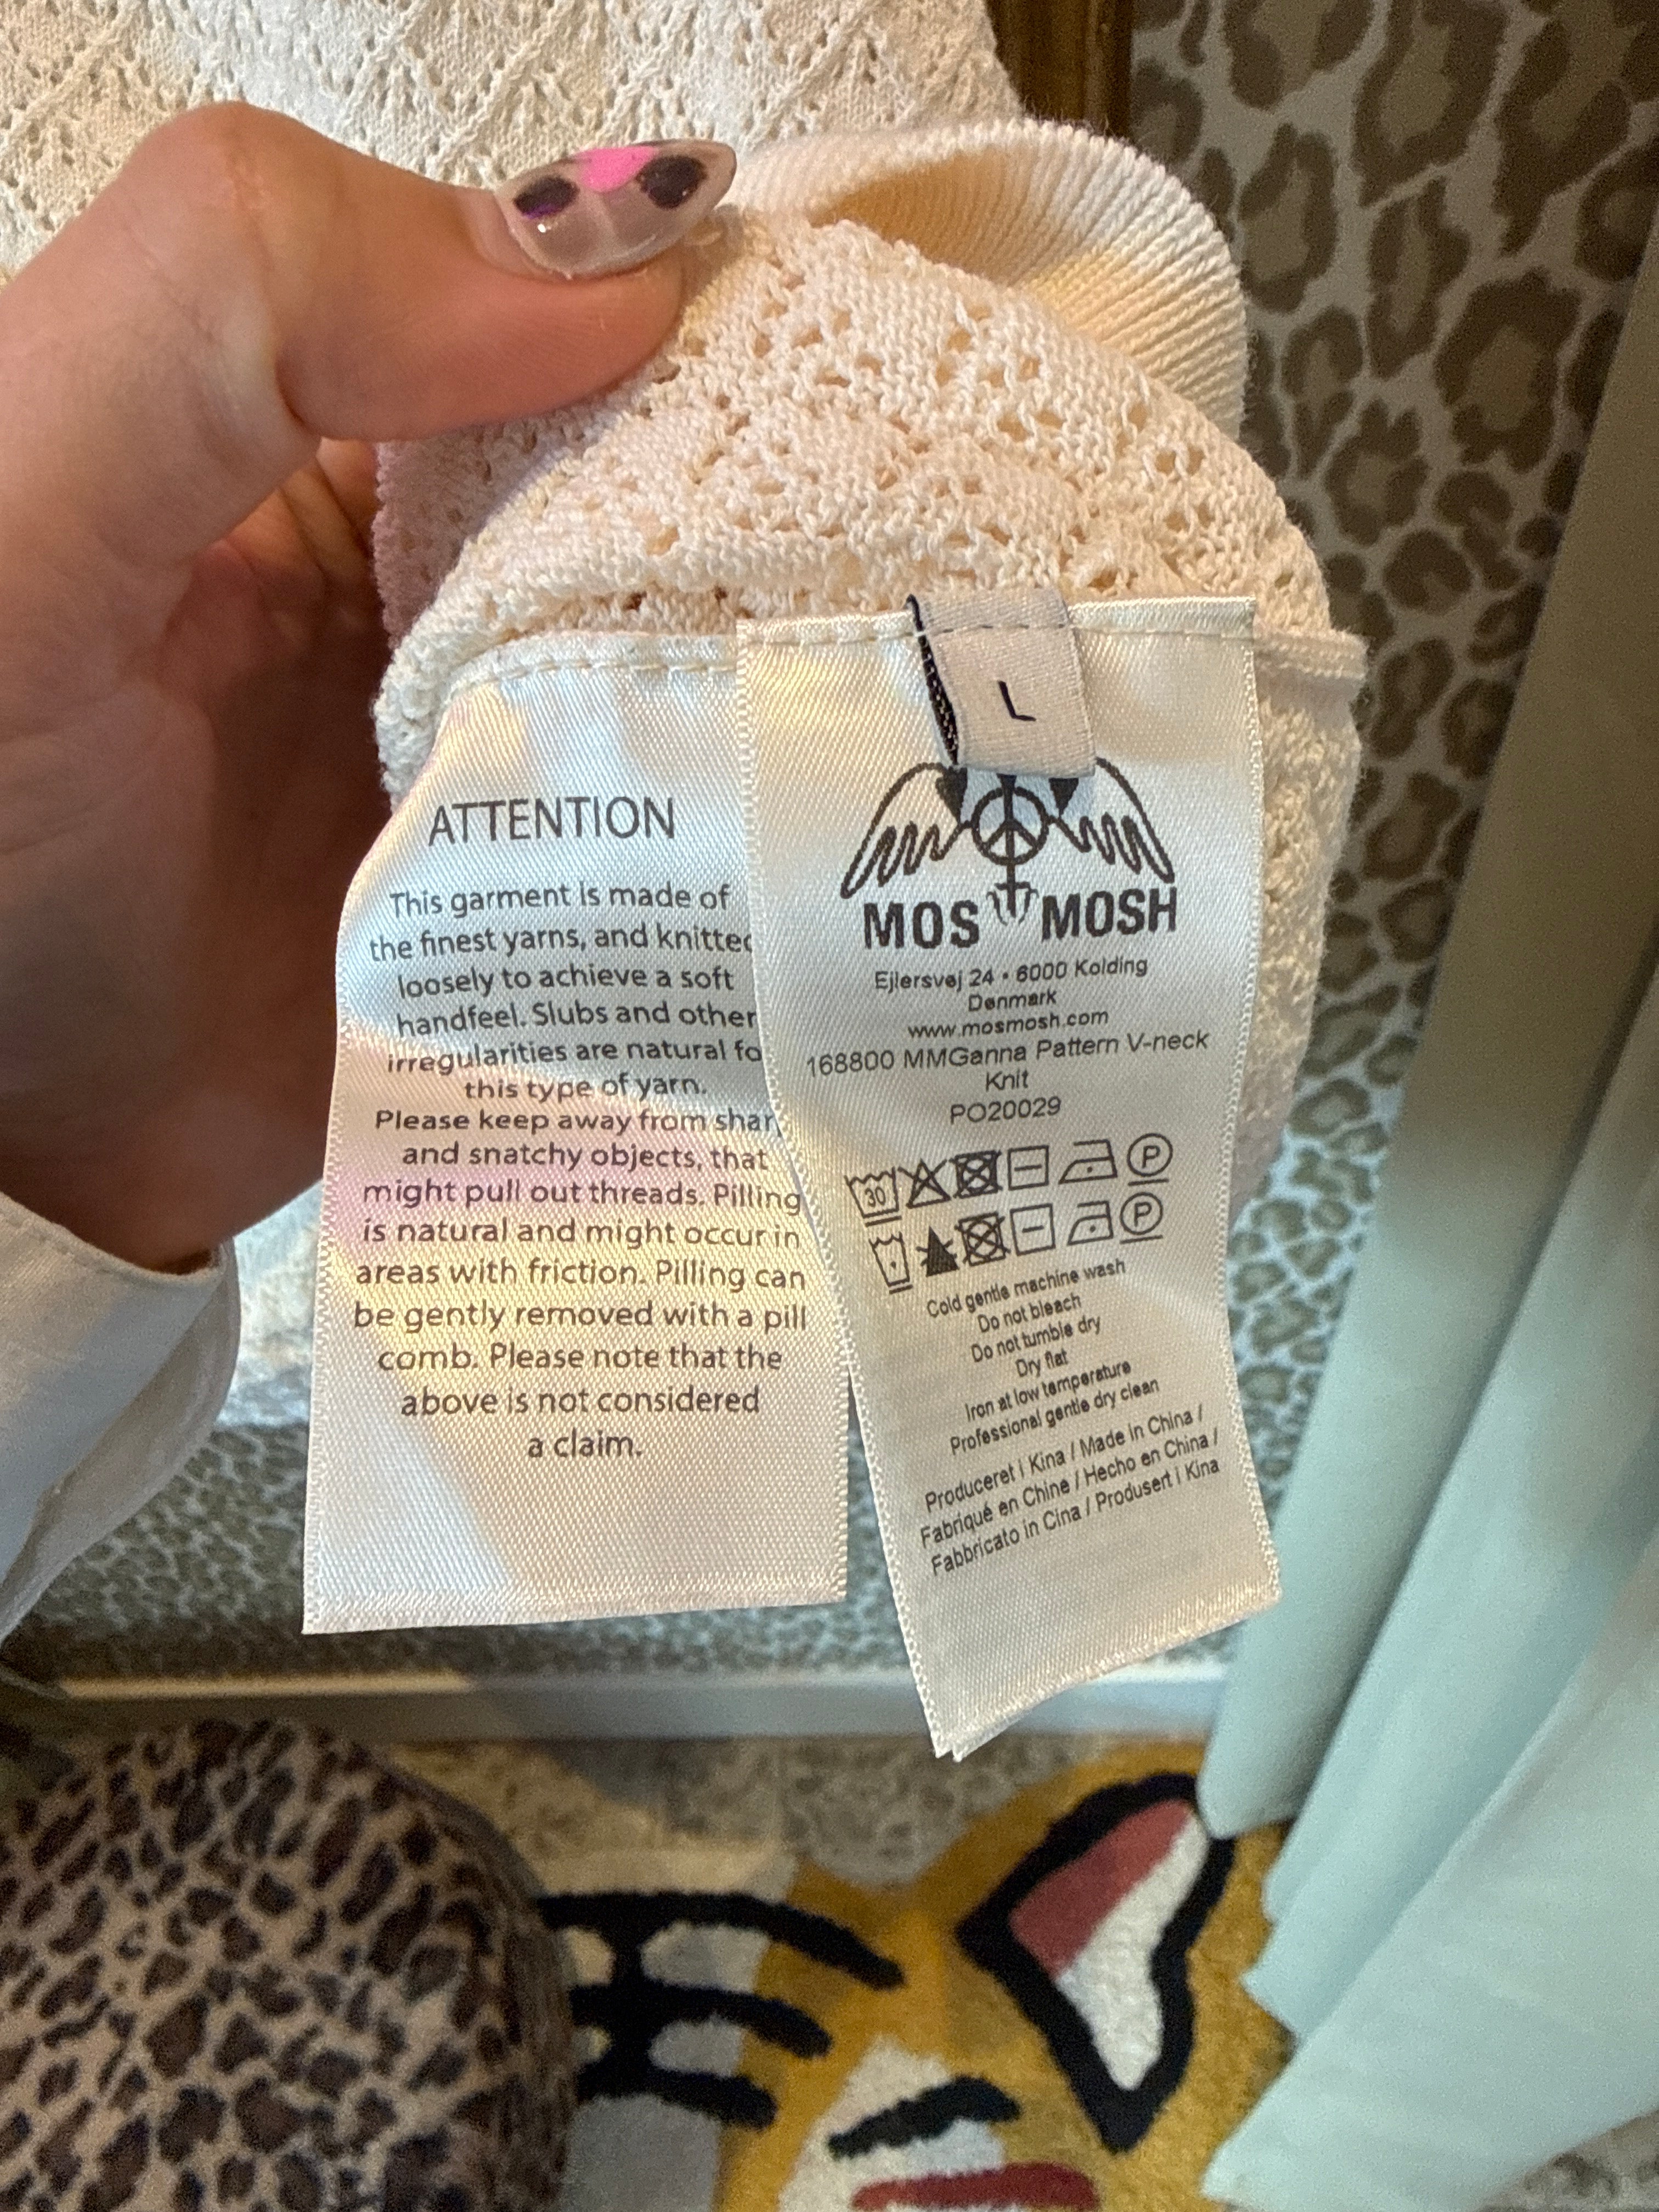 L
ATTENTION
This garment is made of
the finest yarns, and knitted
loosely to achieve a soft
handfeel. Slubs and other
irregularities are natural fo
this type of yarn.
Please keep away from shar
and snatchy objects, that
might pull out threads. Pilling
is natural and might occur in
areas with friction. Pilling can
be gently removed with a pill
comb. Please note that the
above is not considered
a claim.
MOS MOSH
Ejlersvej 24 • 6000 Kolding
Denmark
www.mosmosh.com
168800 MMGanna Pattern V-neck
Knit
PO20029
30 P
P
Cold gentle machine wash
Do not bleach
Do not tumble dry
Dry flat
Iron at low temperature
Professional gentle dry clean
Produceret i Kina / Made in China /
Fabriqué en Chine / Hecho en China /
Fabbricato in Cina / Produsert i Kina